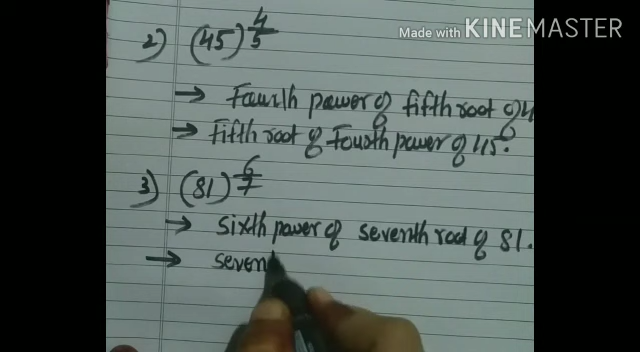 Made with KINEMASTER
2) (45)^4/5
→ Fourth power of fifth root of 4
→ Fifth root of Fourth power of 45.
3) (81)^6/7
→ Sixth power of seventh root of 81.
→ Seven